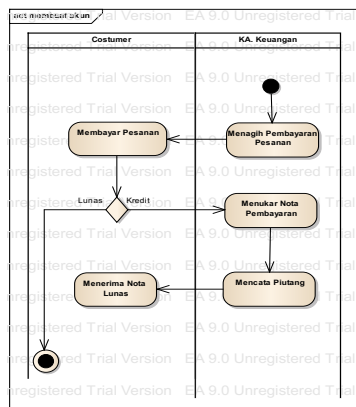 act membuat akun
Costumer
KA. Keuangan
Membayar Pesanan
Menagih Pembayaran
Pesanan
Lunas
Kredit
Menukar Nota
Pembayaran
Menerima Nota
Lunas
Mencata Piutang
EA 9.0 Unregistered Trial Version